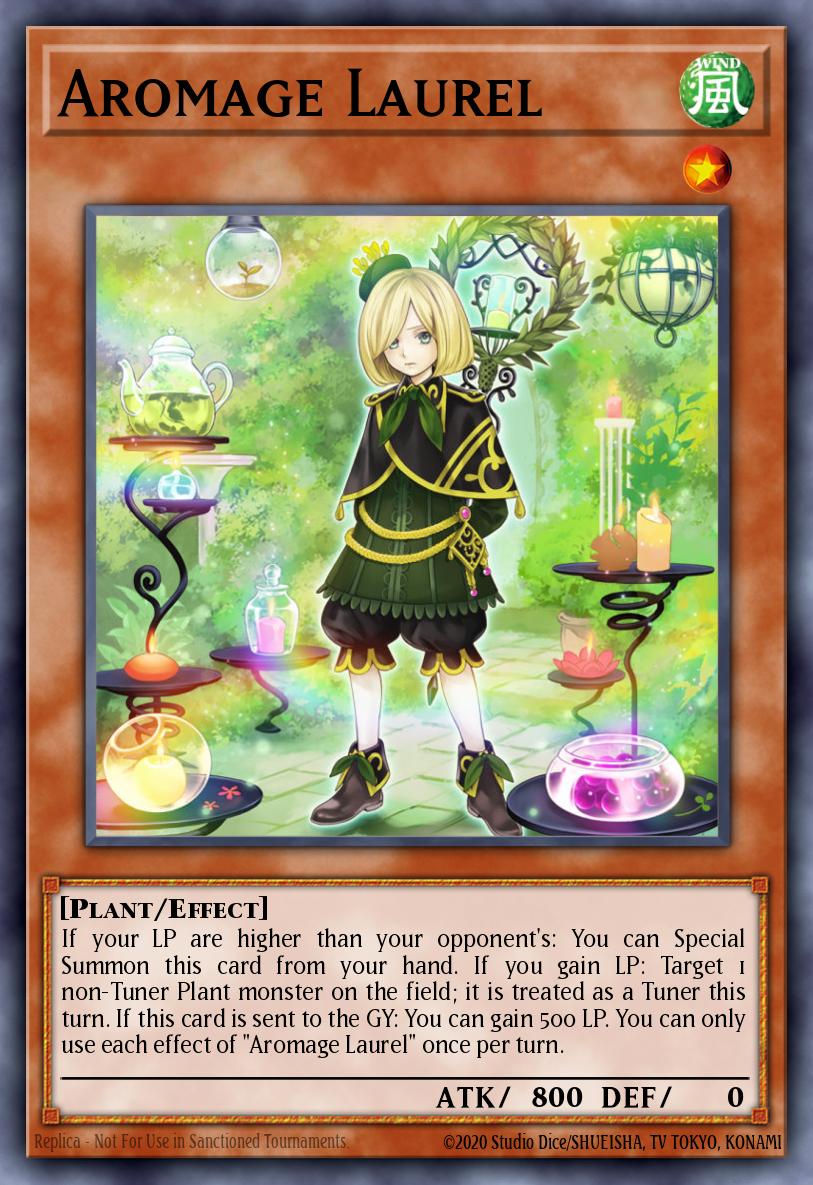 Aromage Laurel
WIND
風
[Plant/Effect]
If your LP are higher than your opponent's: You can Special
Summon this card from your hand. If you gain LP: Target 1
non-Tuner Plant monster on the field; it is treated as a Tuner this
turn. If this card is sent to the GY: You can gain 500 LP. You can only
use each effect of "Aromage Laurel" once per turn.
ATK/ 800 DEF/ 0
Replica - Not For Use in Sanctioned Tournaments.
©2020 Studio Dice/SHUEISHA, TV TOKYO, KONAMI